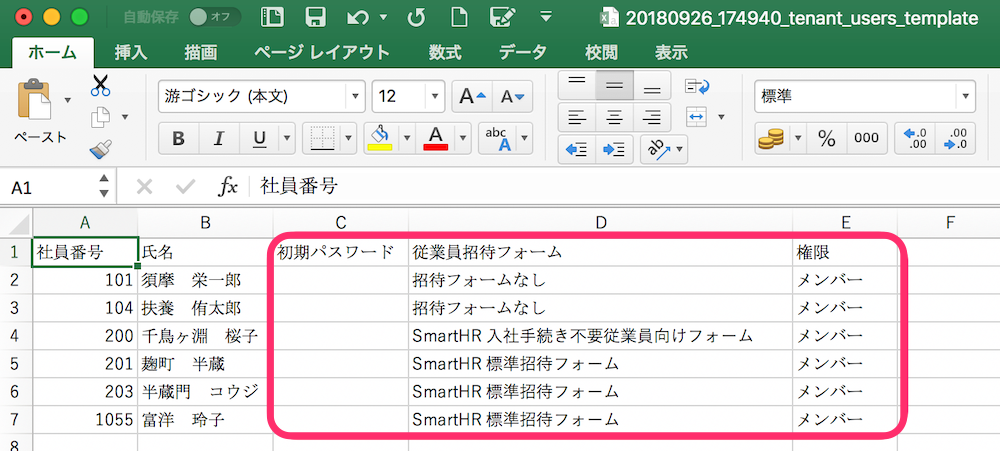 自動保存 オフ 20180926_174940_tenant_users_template
ホーム 挿入 描画 ページ レイアウト 数式 データ 校閲 表示
ペースト 游ゴシック (本文) 12 A A 標準
B I U A abc A ab % 000 .0 .00 .00 .0
A1 fx 社員番号
A B C D E F
1 社員番号 氏名 初期パスワード 従業員招待フォーム 権限
2 101 須摩 栄一郎 招待フォームなし メンバー
3 104 扶養 侑太郎 招待フォームなし メンバー
4 200 千鳥ヶ淵 桜子 SmartHR 入社手続き不要従業員向けフォーム メンバー
5 201 麹町 半蔵 SmartHR 標準招待フォーム メンバー
6 203 半蔵門 コウジ SmartHR 標準招待フォーム メンバー
7 1055 富洋 玲子 SmartHR 標準招待フォーム メンバー
8